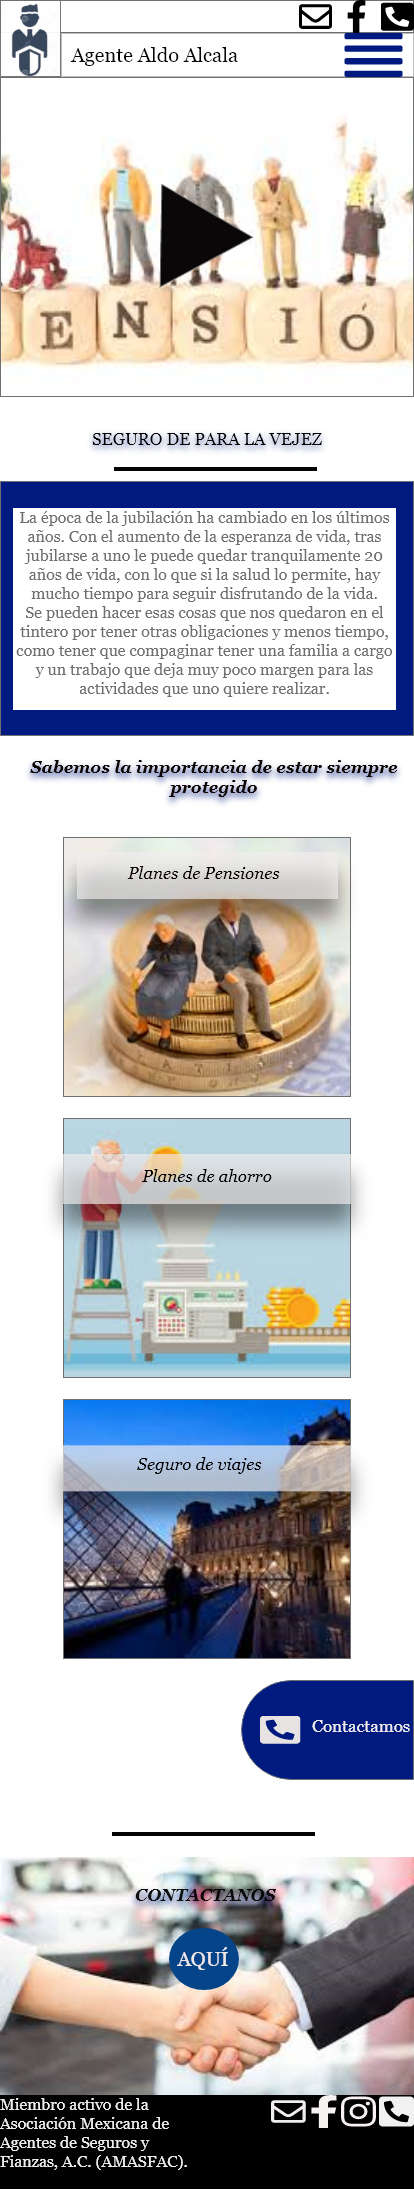 Agente Aldo Alcala
E N S I Ó
SEGURO DE PARA LA VEJEZ
La época de la jubilación ha cambiado en los últimos
años. Con el aumento de la esperanza de vida, tras
jubilarse a uno le puede quedar tranquilamente 20
años de vida, con lo que si la salud lo permite, hay
mucho tiempo para seguir disfrutando de la vida.
Se pueden hacer esas cosas que nos quedaron en el
tintero por tener otras obligaciones y menos tiempo,
como tener que compaginar tener una familia a cargo
y un trabajo que deja muy poco margen para las
actividades que uno quiere realizar.
Sabemos la importancia de estar siempre
protegido
Planes de Pensiones
Planes de ahorro
Seguro de viajes
Contactamos
CONTACTANOS
AQUÍ
Miembro activo de la
Asociación Mexicana de
Agentes de Seguros y
Fianzas, A.C. (AMASFAC).